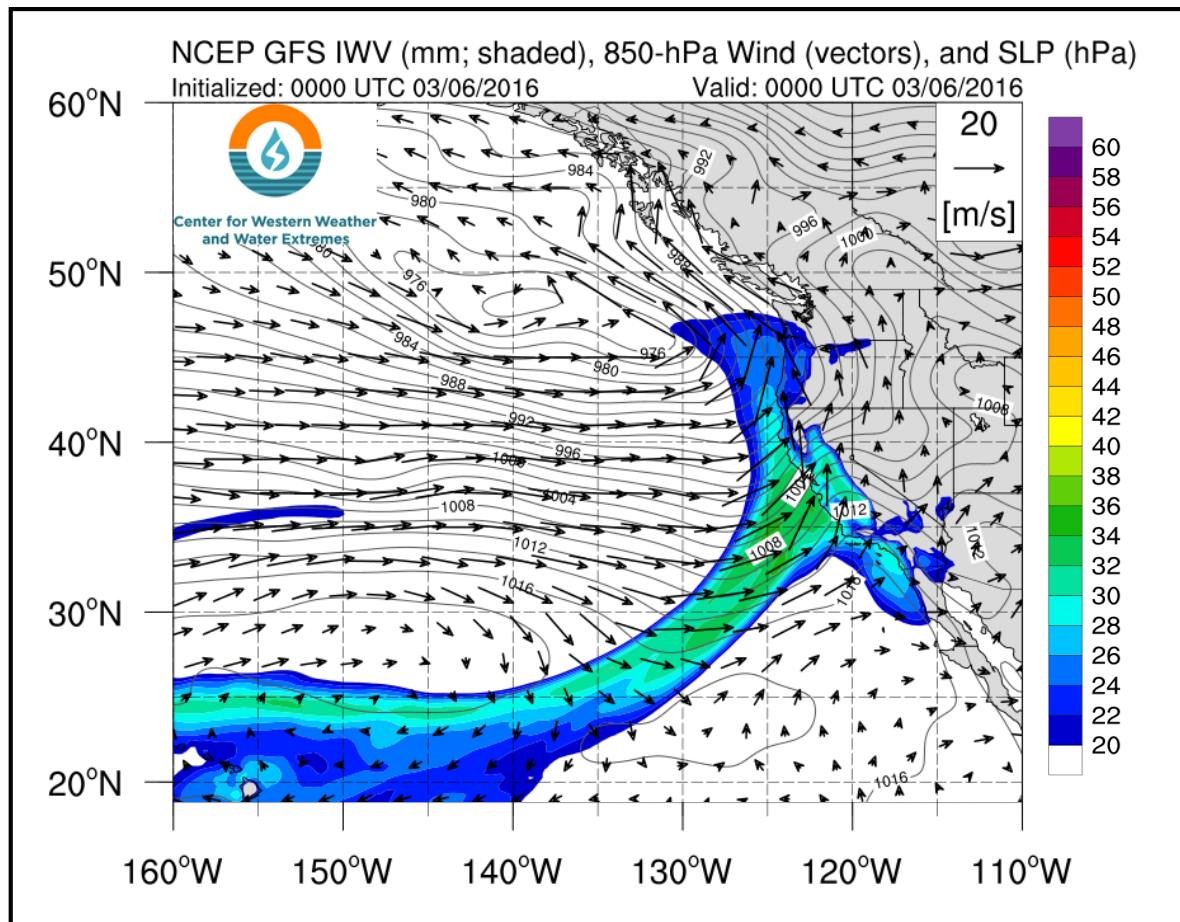 NCEP GFS IWV (mm; shaded), 850-hPa Wind (vectors), and SLP (hPa)
Initialized: 0000 UTC 03/06/2016 Valid: 0000 UTC 03/06/2016
60°N
50°N
40°N
30°N
20°N
Center for Western Weather
and Water Extremes
20
[m/s]
992
984
980
996
1000
988
976
976
984
980
988
1008
992
996
1004
1008
1012
1012
1008
1012
1016
1016
1016
60
58
56
54
52
50
48
46
44
42
40
38
36
34
32
30
28
26
24
22
20
160°W
150°W
140°W
130°W
120°W
110°W